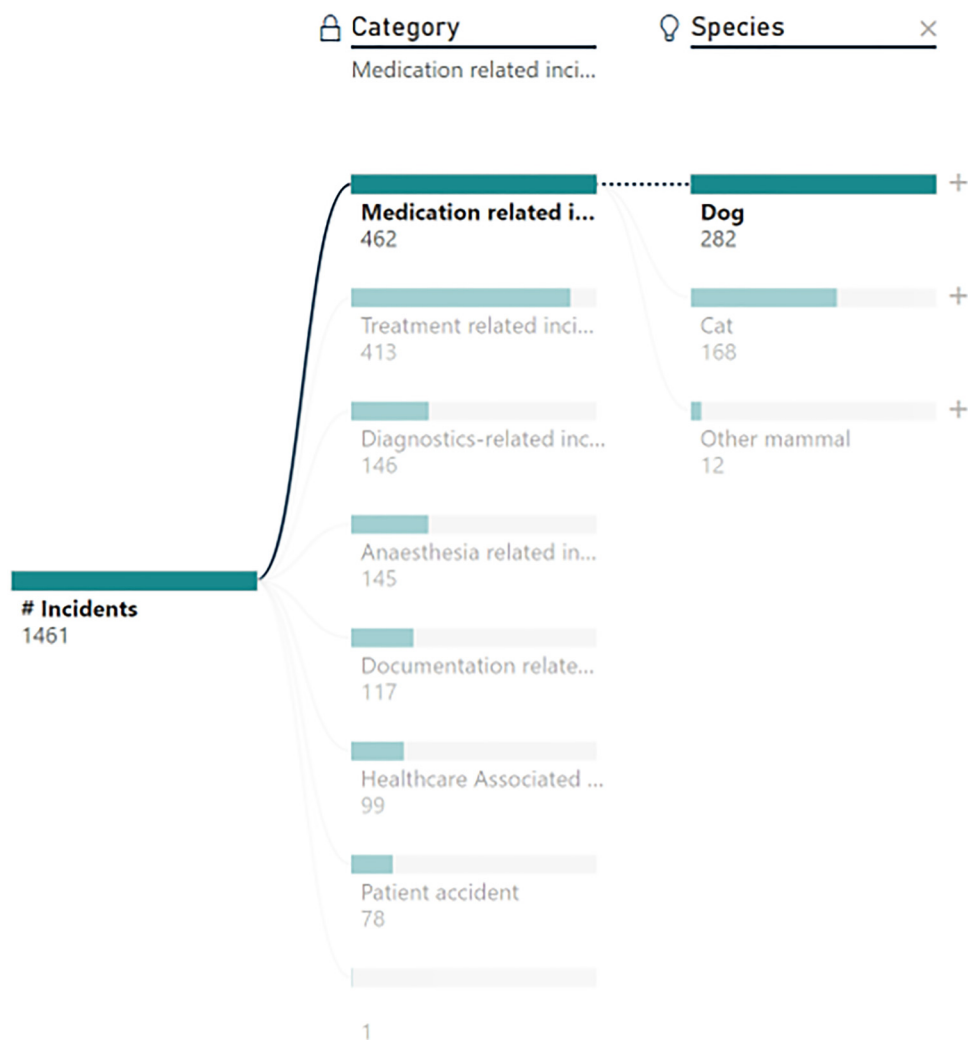 Category
Medication related inci...
Species
Medication related i...
462
Treatment related inci...
413
Diagnostics-related inc...
146
Anaesthesia related in...
145
Documentation relate...
117
Healthcare Associated ...
99
Patient accident
78
1
# Incidents
1461
Dog
282
Cat
168
Other mammal
12